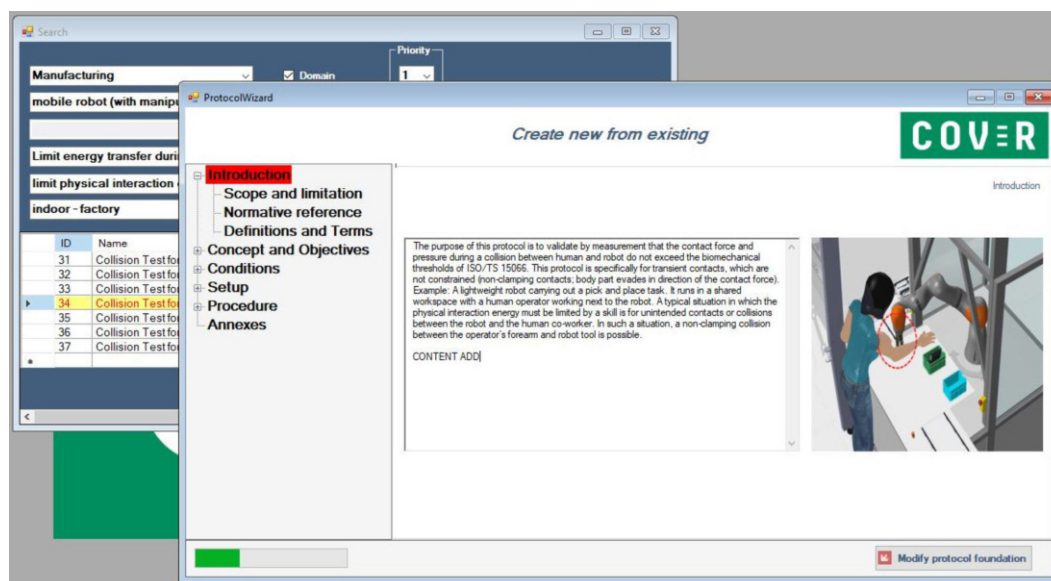 Search
Priority
Manufacturing
Domain
1
mobile robot (with manipu
ProtocolWizard
Create new from existing
COVER
Limit energy transfer duri
limit physical interaction
indoor - factory
ID Name
31 Collision Test for
32 Collision Test for
33 Collision Test for
34 Collision Test for
35 Collision Test for
36 Collision Test for
37 Collision Test for
Introduction
Scope and limitation
Normative reference
Definitions and Terms
Concept and Objectives
Conditions
Setup
Procedure
Annexes
Introduction
The purpose of this protocol is to validate by measurement that the contact force and
pressure during a collision between human and robot do not exceed the biomechanical
thresholds of ISO/TS 15066. This protocol is specifically for transient contacts, which are
not constrained (non-clamping contacts; body part evades in direction of the contact force).
Example: A lightweight robot carrying out a pick and place task. It runs in a shared
workspace with a human operator working next to the robot. A typical situation in which the
physical interaction energy must be limited by a skill is for unintended contacts or collisions
between the robot and the human co-worker. In such a situation, a non-clamping collision
between the operator's forearm and robot tool is possible.
CONTENT ADD
Modify protocol foundation